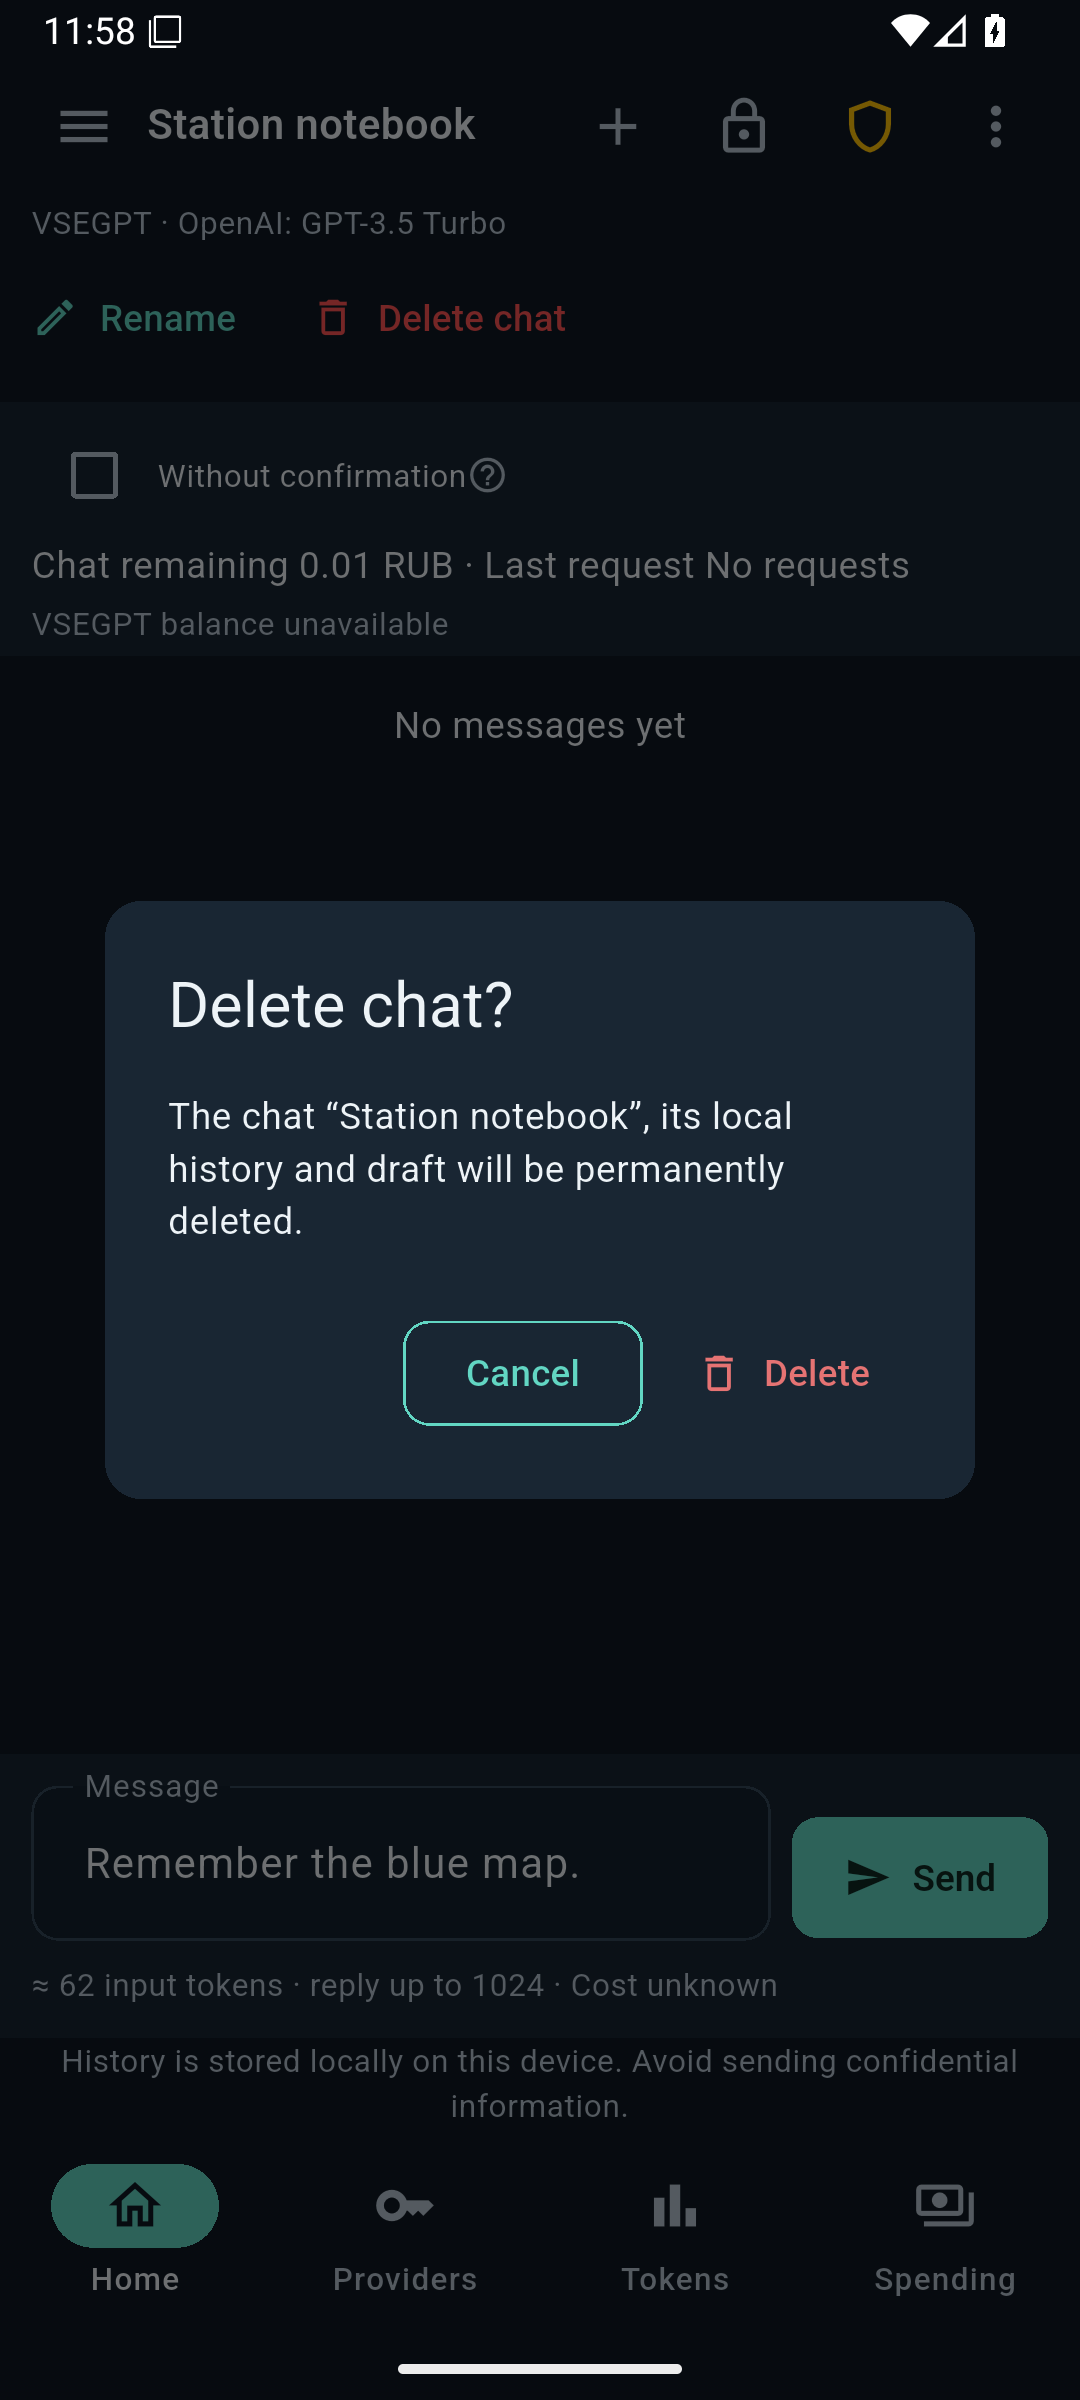 11:58
Station notebook
VSEGPT · OpenAI: GPT-3.5 Turbo
Rename
Delete chat
Without confirmation
Chat remaining 0.01 RUB · Last request No requests
VSEGPT balance unavailable
No messages yet
Delete chat?
The chat “Station notebook”, its local
history and draft will be permanently
deleted.
Cancel
Delete
Message
Remember the blue map.
Send
≈ 62 input tokens · reply up to 1024 · Cost unknown
History is stored locally on this device. Avoid sending confidential
information.
Home
Providers
Tokens
Spending